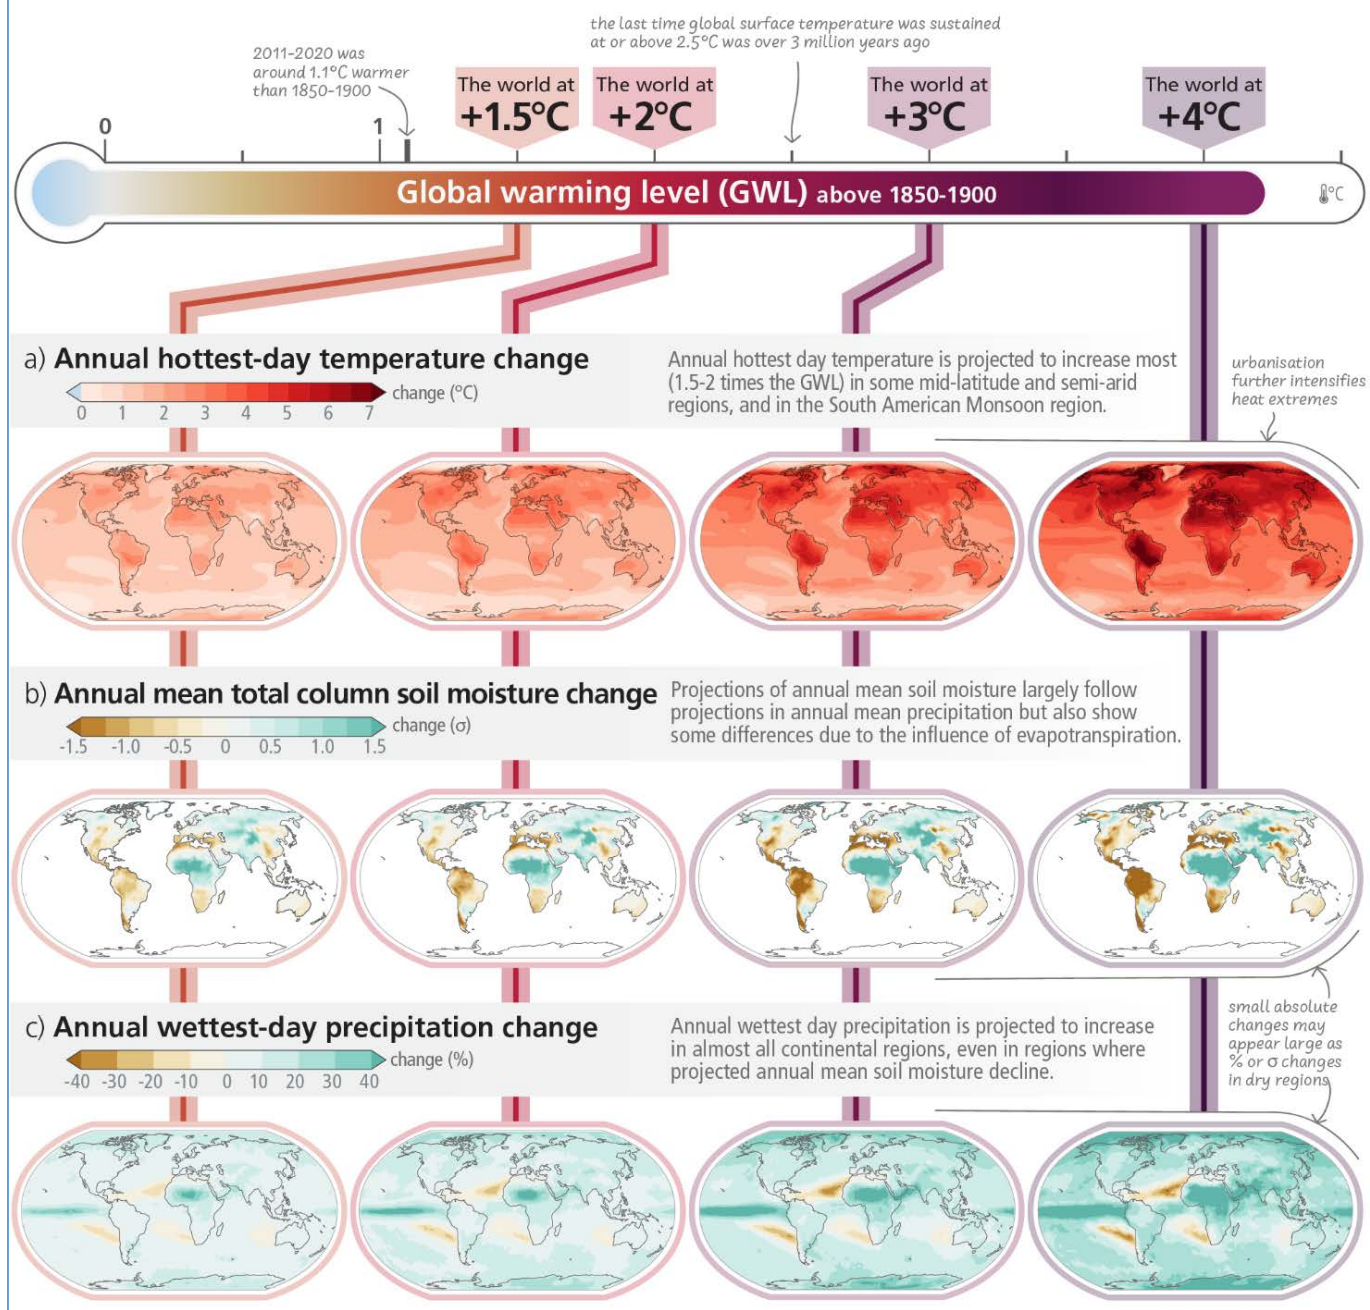 the last time global surface temperature was sustained
at or above 2.5°C was over 3 million years ago
2011-2020 was
around 1.1°C warmer
than 1850-1900
The world at
+1.5°C
The world at
+2°C
The world at
+3°C
The world at
+4°C
0
1
Global warming level (GWL) above 1850-1900
°C
a) Annual hottest-day temperature change
change (°C)
0 1 2 3 4 5 6 7
Annual hottest day temperature is projected to increase most
(1.5-2 times the GWL) in some mid-latitude and semi-arid
regions, and in the South American Monsoon region.
urbanisation
further intensifies
heat extremes
b) Annual mean total column soil moisture change
change (σ)
-1.5 -1.0 -0.5 0 0.5 1.0 1.5
Projections of annual mean soil moisture largely follow
projections in annual mean precipitation but also show
some differences due to the influence of evapotranspiration.
c) Annual wettest-day precipitation change
change (%)
-40 -30 -20 -10 0 10 20 30 40
Annual wettest day precipitation is projected to increase
in almost all continental regions, even in regions where
projected annual mean soil moisture decline.
small absolute
changes may
appear large as
% or σ changes
in dry regions